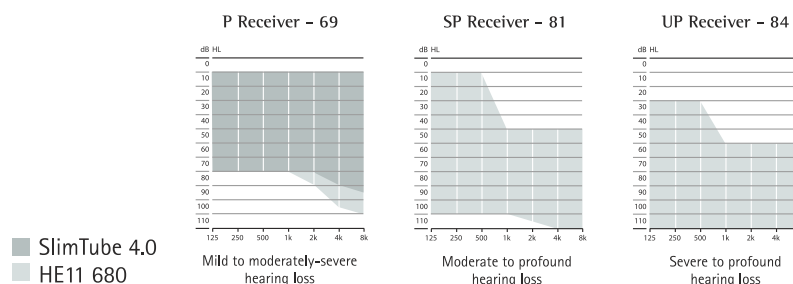 P Receiver – 69
dB HL
0
10
20
30
40
50
60
70
80
90
100
110
125 250 500 1k 2k 4k 8k
Mild to moderately-severe
hearing loss
SP Receiver – 81
dB HL
0
10
20
30
40
50
60
70
80
90
100
110
125 250 500 1k 2k 4k 8k
Moderate to profound
hearing loss
UP Receiver – 84
dB HL
0
10
20
30
40
50
60
70
80
90
100
110
125 250 500 1k 2k 4k
Severe to profound
hearing loss
SlimTube 4.0
HE11 680